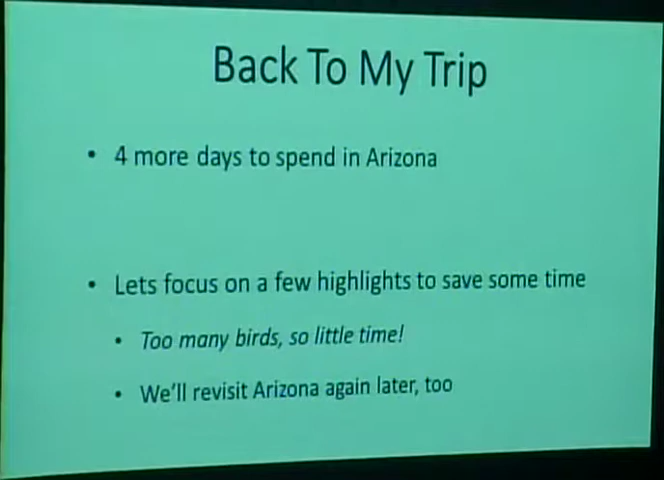 Back To My Trip
• 4 more days to spend in Arizona
• Lets focus on a few highlights to save some time
• Too many birds, so little time!
• We'll revisit Arizona again later, too